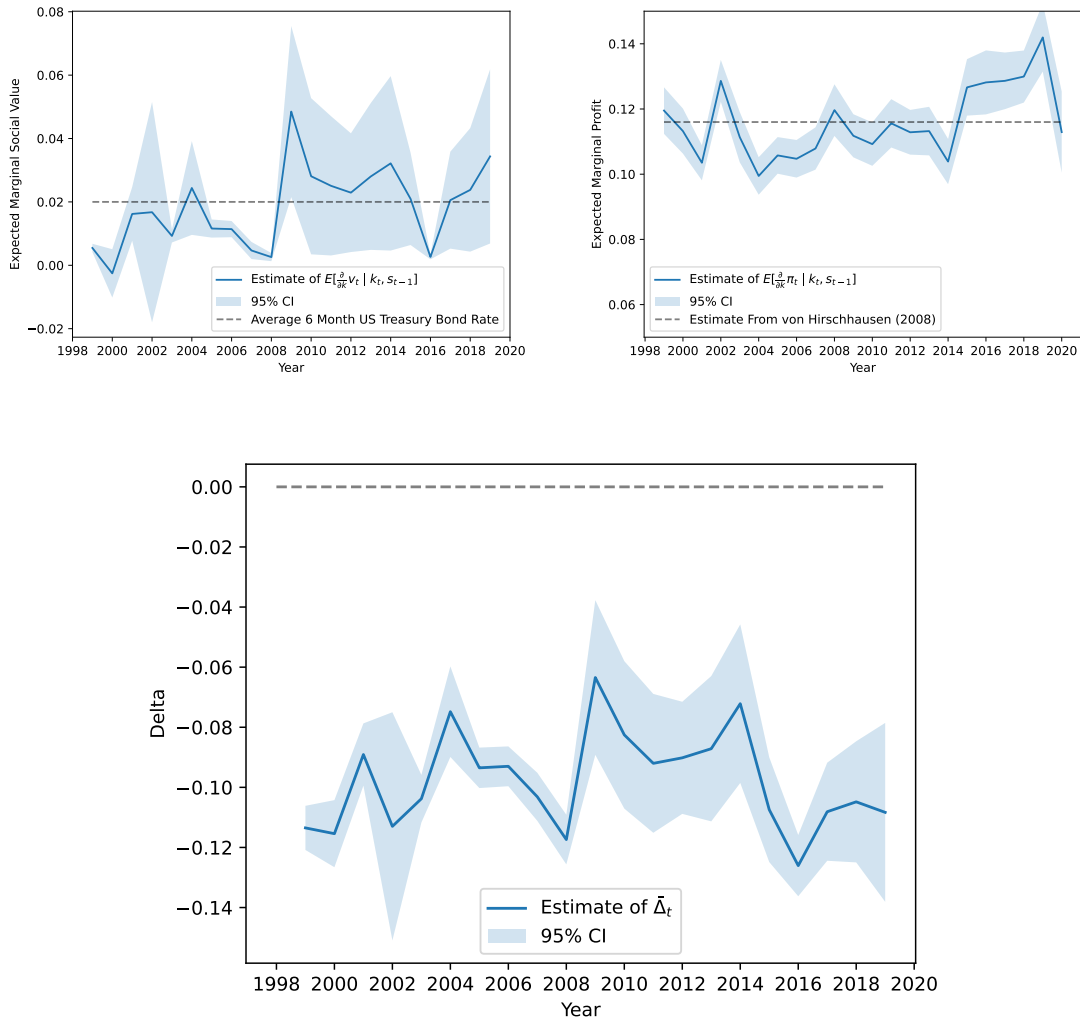 0.08
0.06
0.04
0.02
0.00
−0.02
Expected Marginal Social Value
Estimate of E[∂/∂k v_t | k_t, s_{t−1}]
95% CI
Average 6 Month US Treasury Bond Rate
1998 2000 2002 2004 2006 2008 2010 2012 2014 2016 2018 2020
Year
0.14
0.12
0.10
0.08
0.06
Expected Marginal Profit
Estimate of E[∂/∂k π_t | k_t, s_{t−1}]
95% CI
Estimate From von Hirschhausen (2008)
1998 2000 2002 2004 2006 2008 2010 2012 2014 2016 2018 2020
Year
0.00
−0.02
−0.04
−0.06
−0.08
−0.10
−0.12
−0.14
Delta
Estimate of Δ̄_t
95% CI
1998 2000 2002 2004 2006 2008 2010 2012 2014 2016 2018 2020
Year